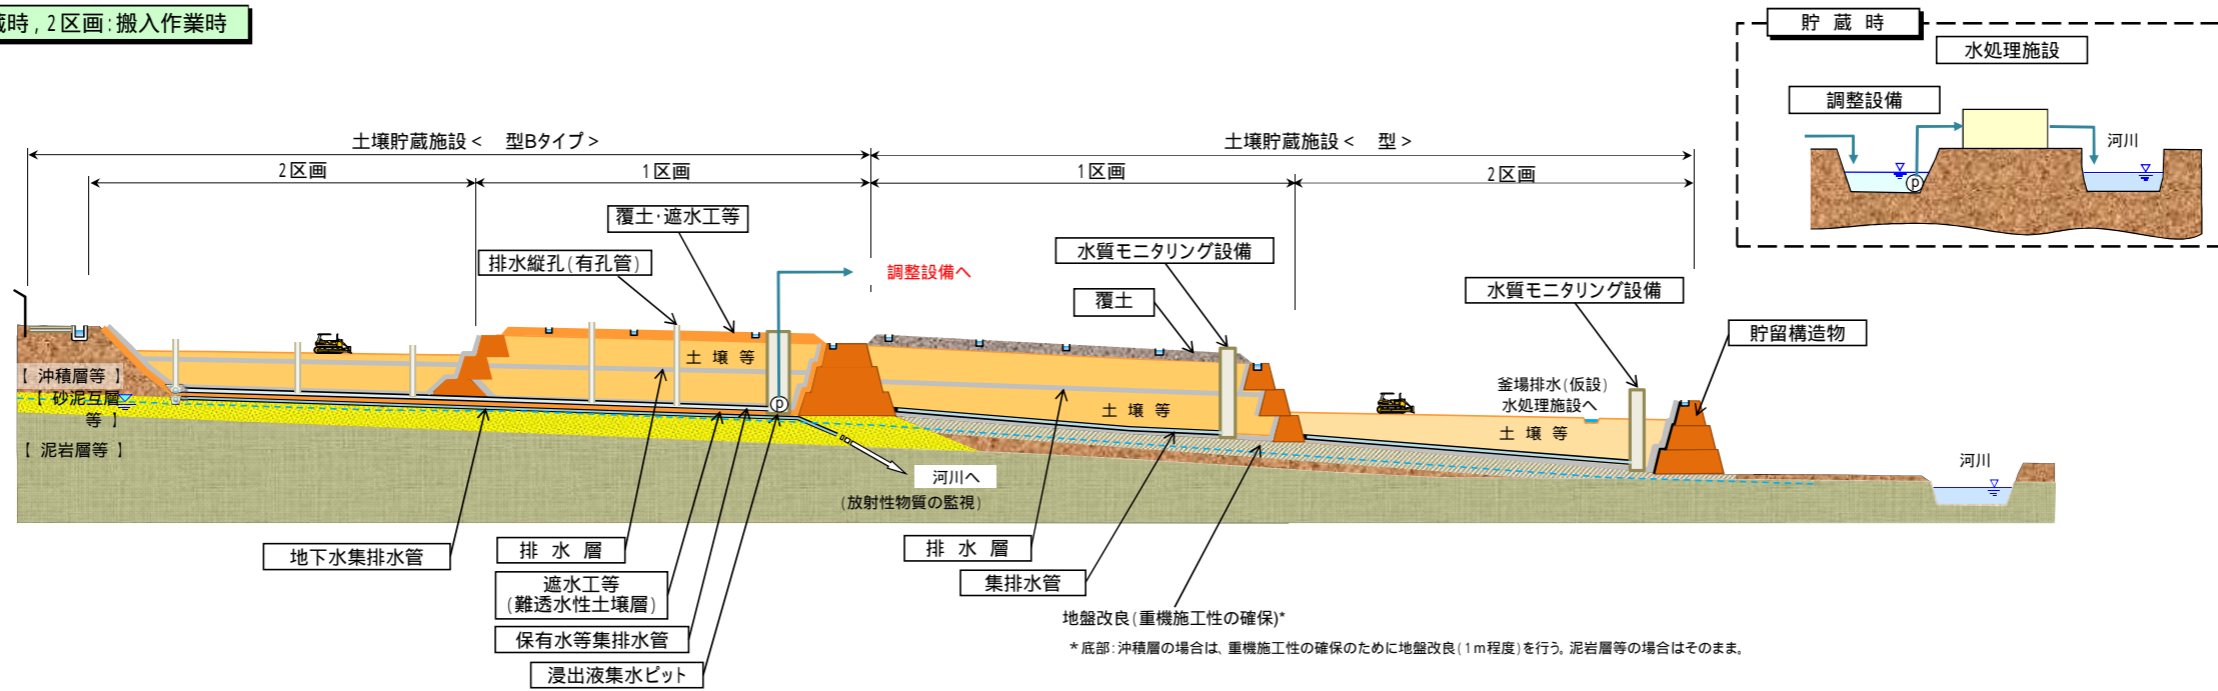 蔵時，2区画：搬入作業時
貯 蔵 時
水処理施設
調整設備
河川
土壌貯蔵施設＜　型Bタイプ＞
土壌貯蔵施設＜　型＞
2区画
1区画
1区画
2区画
覆土・遮水工等
排水縦孔(有孔管)
調整設備へ
水質モニタリング設備
覆土
水質モニタリング設備
貯留構造物
土 壌 等
釜場排水(仮設)
水処理施設へ
【 沖積層等 】
【 砂泥互層
等 】
【 泥岩層等 】
P
P
土 壌 等
土 壌 等
河川へ
(放射性物質の監視)
河川
地下水集排水管
排 水 層
遮水工等
(難透水性土壌層)
保有水等集排水管
浸出液集水ピット
排 水 層
集排水管
地盤改良(重機施工性の確保)*
*底部：沖積層の場合は、重機施工性の確保のために地盤改良(1m程度)を行う。泥岩層等の場合はそのまま。